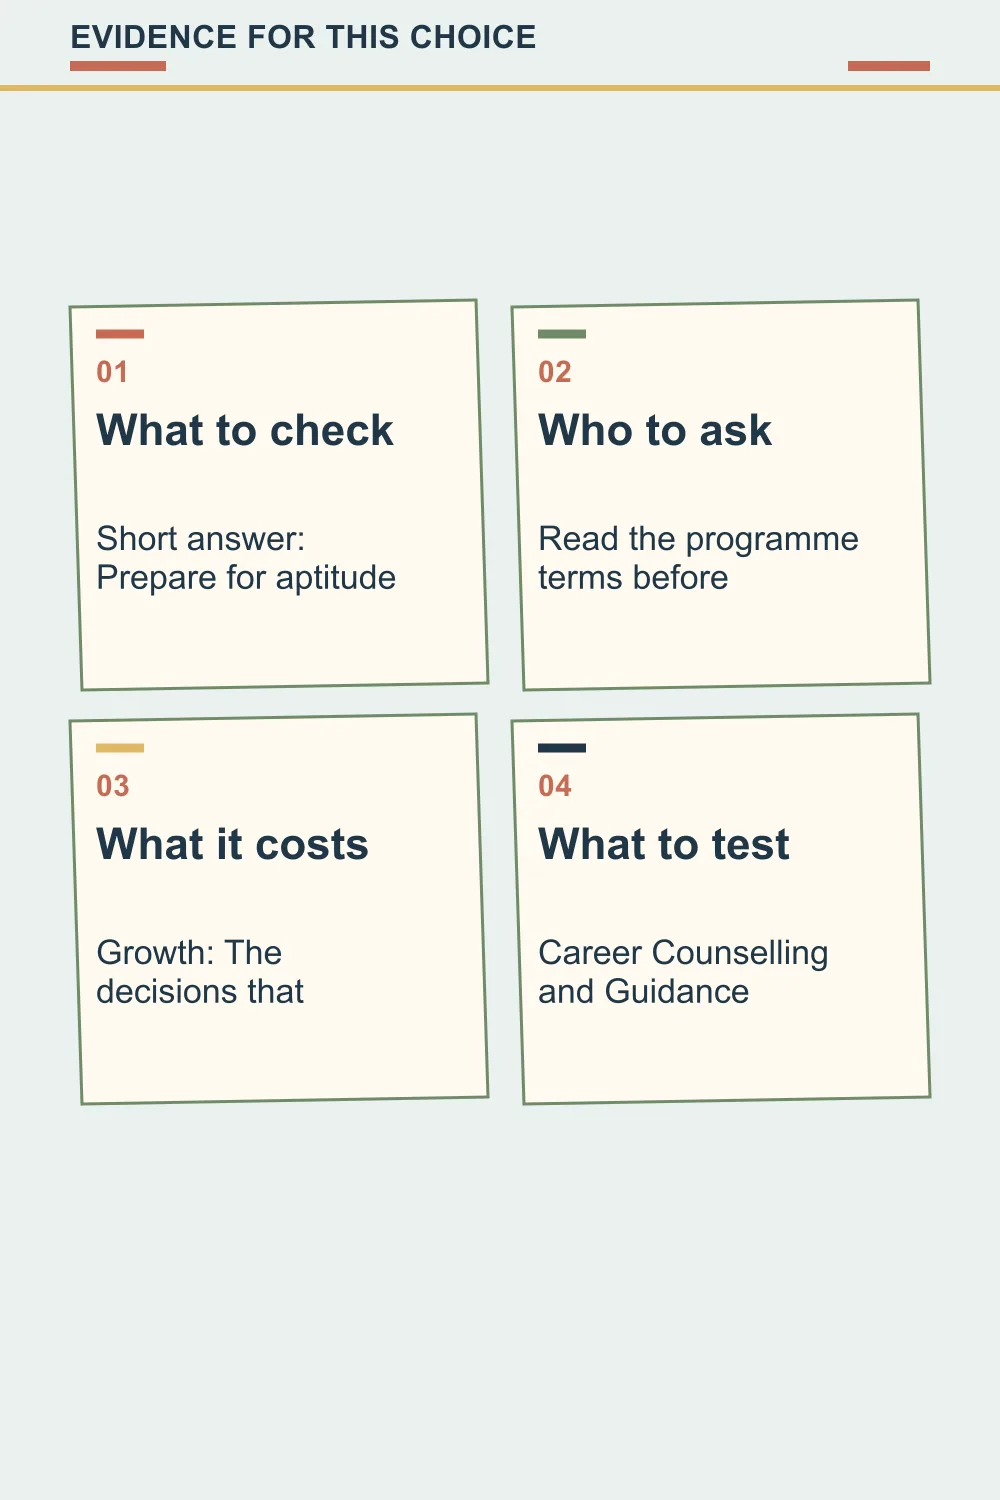 EVIDENCE FOR THIS CHOICE
01
What to check
Short answer:
Prepare for aptitude
02
Who to ask
Read the programme
terms before
03
What it costs
Growth: The
decisions that
04
What to test
Career Counselling
and Guidance